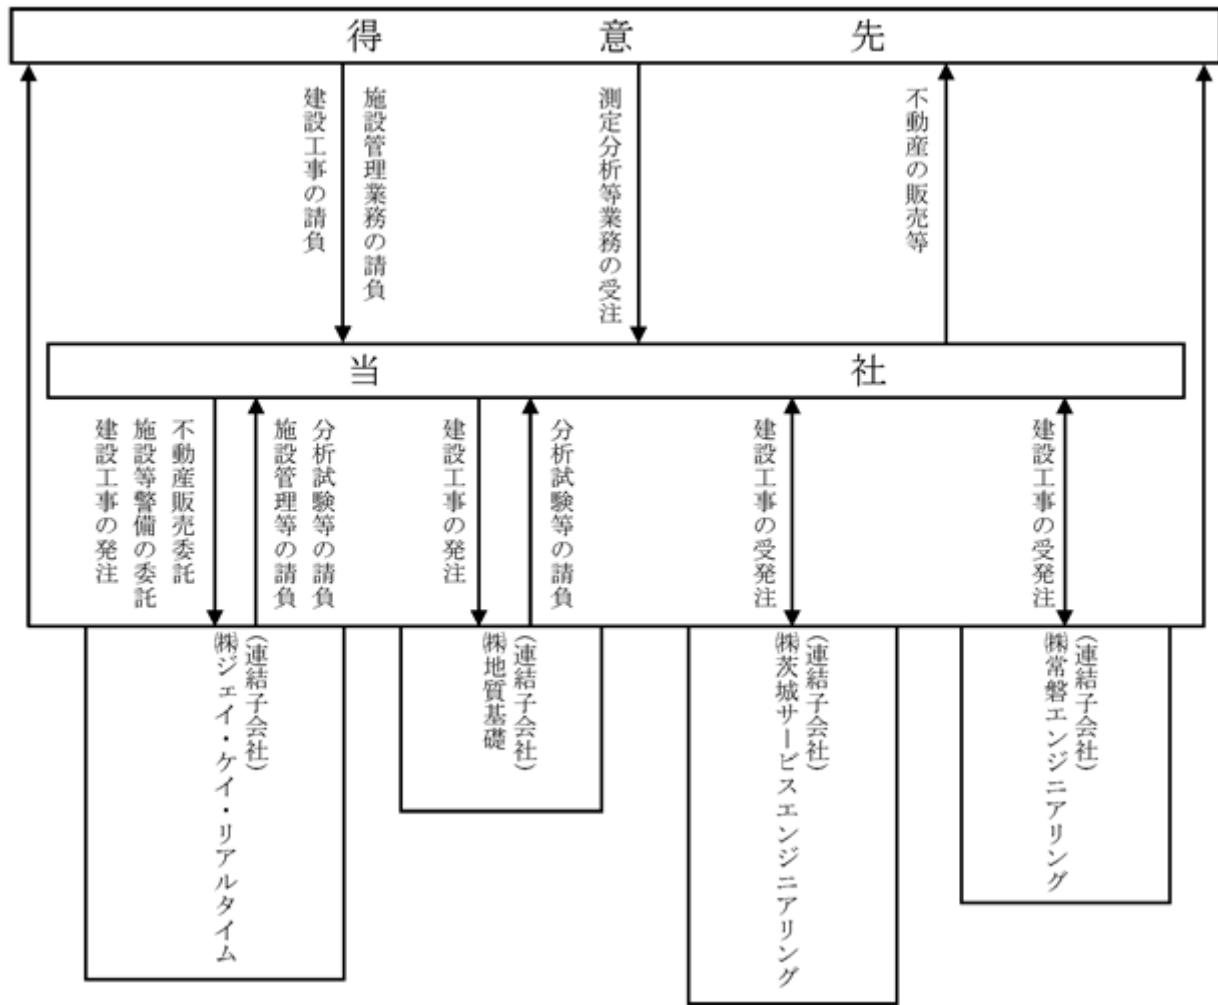 得意先
建設工事の請負
施設管理業務の請負
測定分析等業務の受注
不動産の販売等
当社
建設工事の発注
施設等警備の委託
不動産販売委託
施設管理等の請負
分析試験等の請負
建設工事の発注
分析試験等の請負
建設工事の受発注
建設工事の受発注
(連結子会社)
㈱ジェイ・ケイ・リアルタイム
(連結子会社)
㈱地質基礎
(連結子会社)
㈱茨城サービスエンジニアリング
(連結子会社)
㈱常磐エンジニアリング